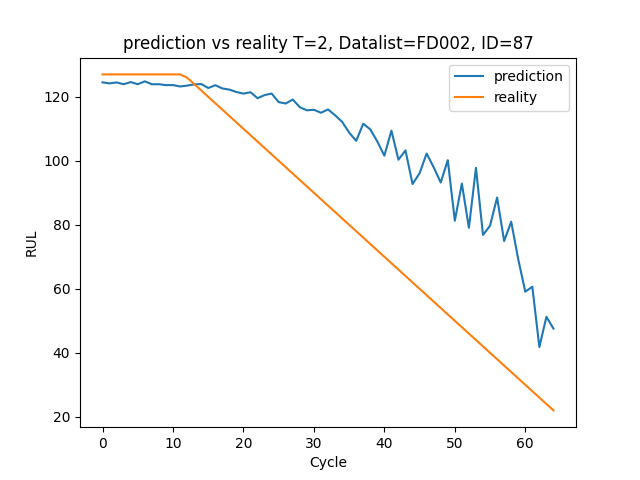 prediction vs reality T=2, Datalist=FD002, ID=87
prediction
reality
RUL
120
100
80
60
40
20
0 10 20 30 40 50 60
Cycle